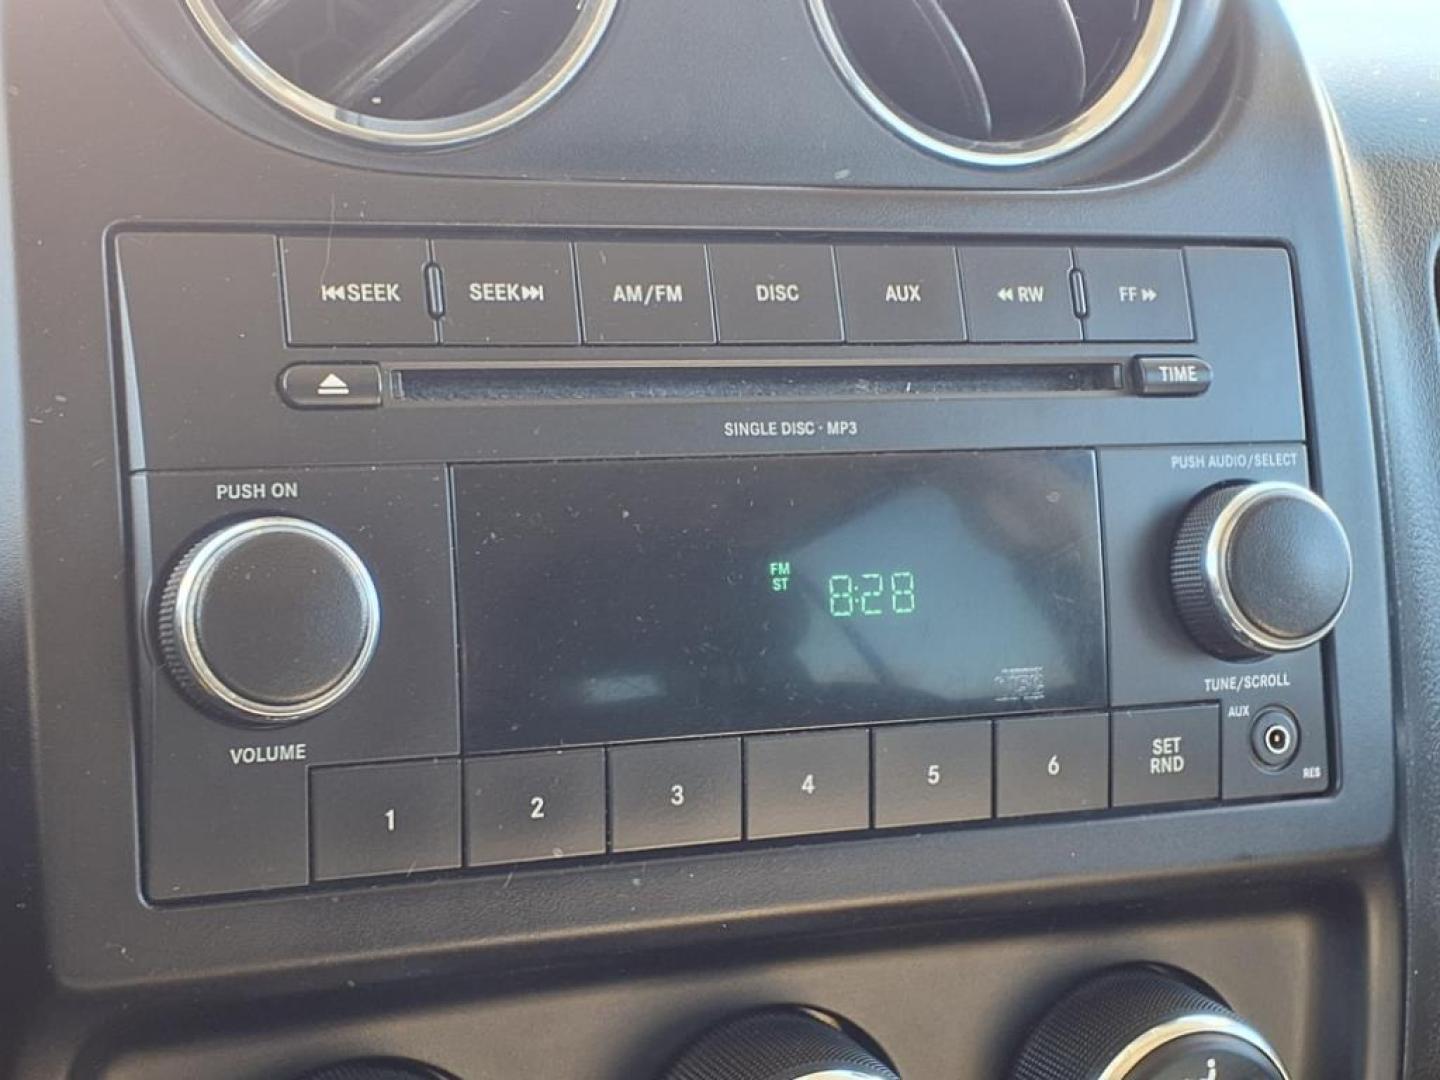 SEEK SEEK AM/FM DISC AUX RW FF
TIME
SINGLE DISC · MP3
PUSH ON
PUSH AUDIO/SELECT
FM
ST
8:28
VOLUME
TUNE/SCROLL
AUX
RES
1 2 3 4 5 6
SET
RND